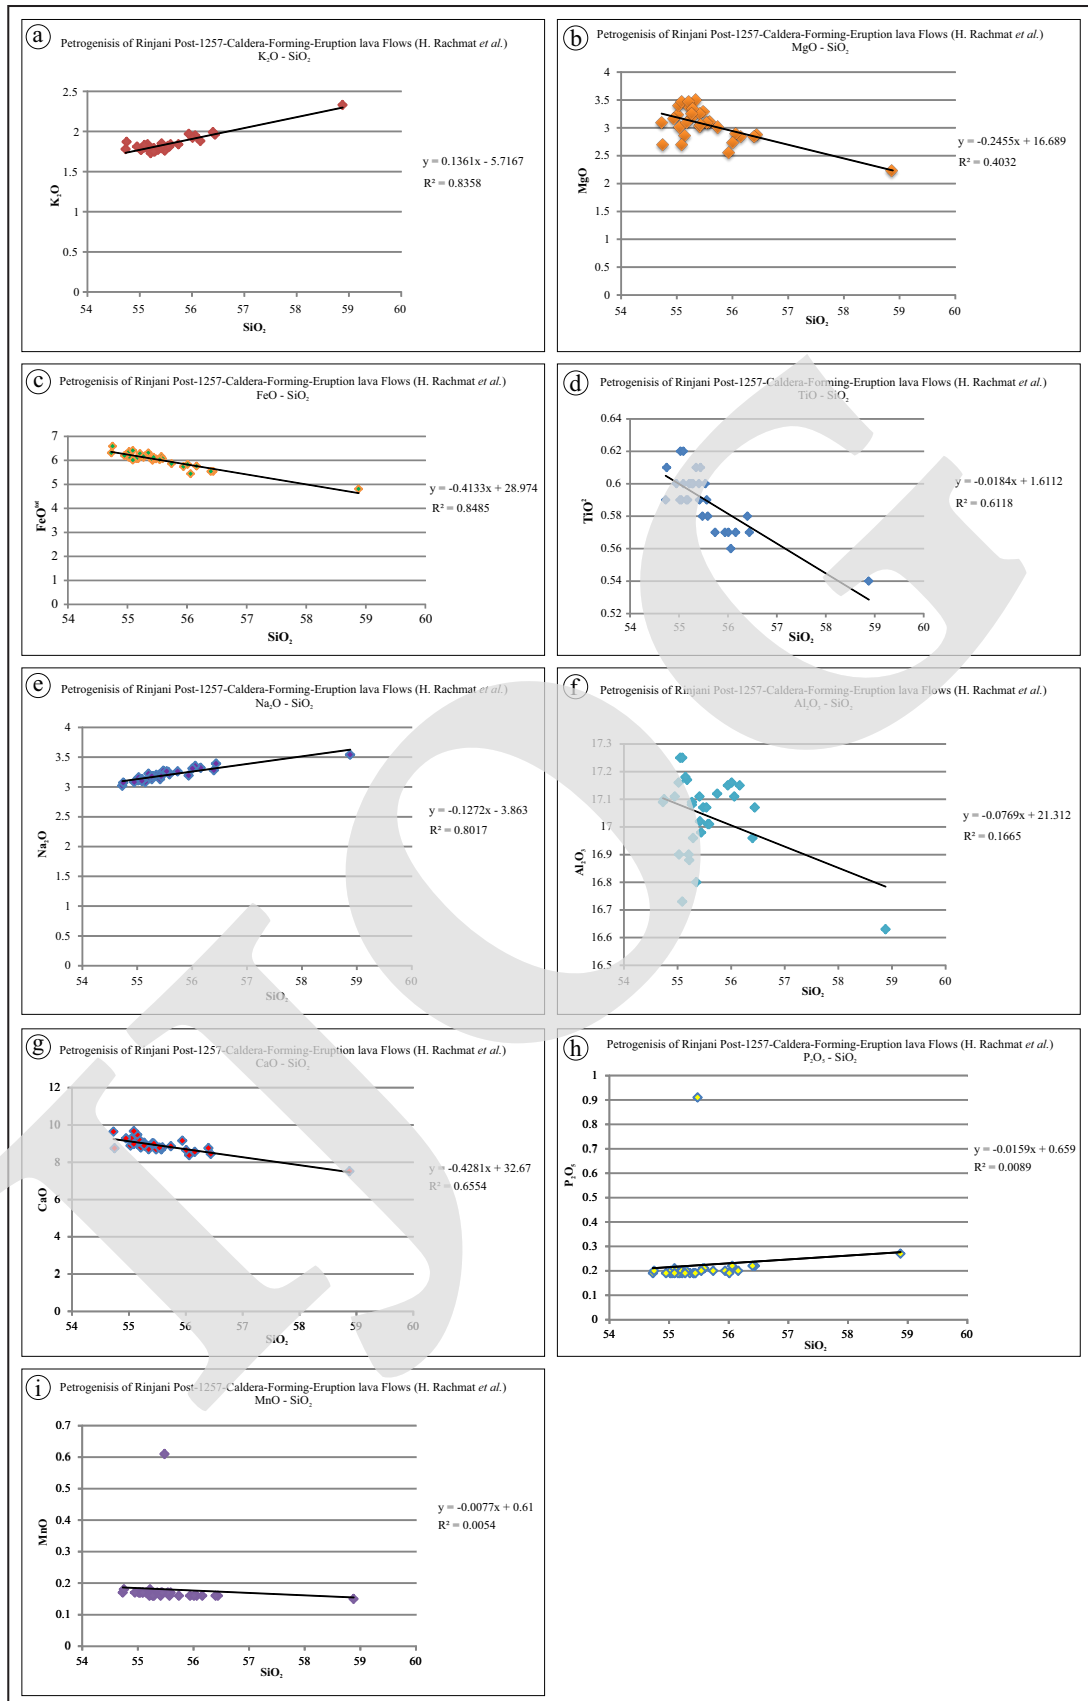 a
Petrogenisis of Rinjani Post-1257-Caldera-Forming-Eruption lava Flows (H. Rachmat et al.)
K₂O - SiO₂
2.5
2
1.5
1
0.5
0
K₂O
54 55 56 57 58 59 60
SiO₂
y = 0.1361x - 5.7167
R² = 0.8358
b
Petrogenisis of Rinjani Post-1257-Caldera-Forming-Eruption lava Flows (H. Rachmat et al.)
MgO - SiO₂
4
3.5
3
2.5
2
1.5
1
0.5
0
MgO
54 55 56 57 58 59 60
SiO₂
y = -0.2455x + 16.689
R² = 0.4032
c
Petrogenisis of Rinjani Post-1257-Caldera-Forming-Eruption lava Flows (H. Rachmat et al.)
FeO - SiO₂
7
6
5
4
3
2
1
0
FeOᵗᵒᵗ
54 55 56 57 58 59 60
SiO₂
y = -0.4133x + 28.974
R² = 0.8485
d
Petrogenisis of Rinjani Post-1257-Caldera-Forming-Eruption lava Flows (H. Rachmat et al.)
TiO - SiO₂
0.64
0.62
0.6
0.58
0.56
0.54
0.52
TiO²
54 55 56 57 58 59 60
SiO₂
y = -0.0184x + 1.6112
R² = 0.6118
e
Petrogenisis of Rinjani Post-1257-Caldera-Forming-Eruption lava Flows (H. Rachmat et al.)
Na₂O - SiO₂
4
3.5
3
2.5
2
1.5
1
0.5
0
Na₂O
54 55 56 57 58 59 60
SiO₂
y = -0.1272x - 3.863
R² = 0.8017
f
Petrogenisis of Rinjani Post-1257-Caldera-Forming-Eruption lava Flows (H. Rachmat et al.)
Al₂O₃ - SiO₂
17.3
17.2
17.1
17
16.9
16.8
16.7
16.6
16.5
Al₂O₃
54 55 56 57 58 59 60
SiO₂
y = -0.0769x + 21.312
R² = 0.1665
g
Petrogenisis of Rinjani Post-1257-Caldera-Forming-Eruption lava Flows (H. Rachmat et al.)
CaO - SiO₂
12
10
8
6
4
2
0
CaO
54 55 56 57 58 59 60
SiO₂
y = -0.4281x + 32.67
R² = 0.6554
h
Petrogenisis of Rinjani Post-1257-Caldera-Forming-Eruption lava Flows (H. Rachmat et al.)
P₂O₅ - SiO₂
1
0.9
0.8
0.7
0.6
0.5
0.4
0.3
0.2
0.1
0
P₂O₅
54 55 56 57 58 59 60
SiO₂
y = -0.0159x + 0.659
R² = 0.0089
i
Petrogenisis of Rinjani Post-1257-Caldera-Forming-Eruption lava Flows (H. Rachmat et al.)
MnO - SiO₂
0.7
0.6
0.5
0.4
0.3
0.2
0.1
0
MnO
54 55 56 57 58 59 60
SiO₂
y = -0.0077x + 0.61
R² = 0.0054
IJOG